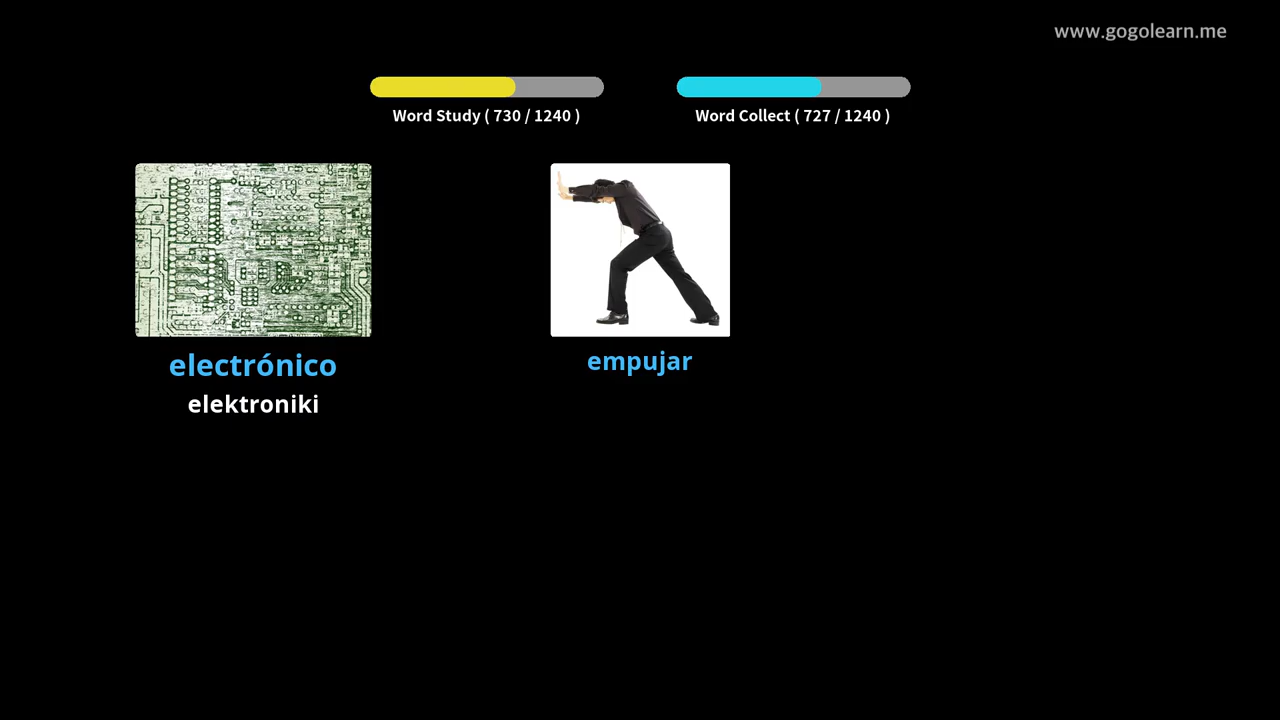 www.gogolearn.me
Word Study ( 730 / 1240 )
Word Collect ( 727 / 1240 )
electrónico
elektroniki
empujar